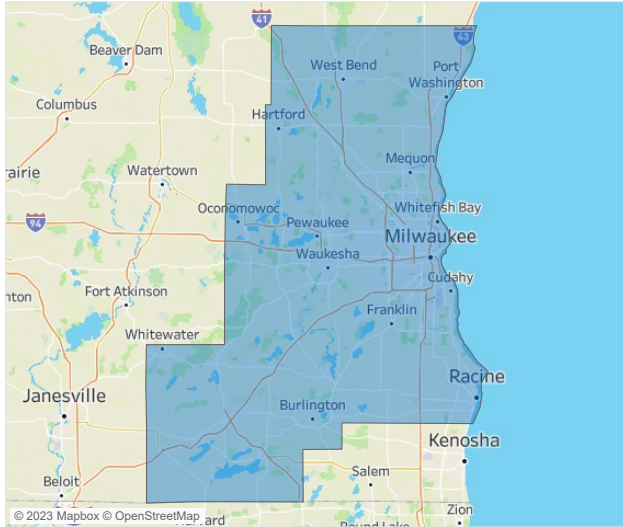 41
43
Beaver Dam
West Bend
Port
Washington
Columbus
Hartford
Mequon
rairie
Watertown
Oconomowoc
Whitefish Bay
94
Pewaukee
Milwaukee
Waukesha
Cudahy
nton
Fort Atkinson
Franklin
Whitewater
Racine
Janesville
Burlington
Kenosha
Salem
Beloit
Zion
© 2023 Mapbox © OpenStreetMap